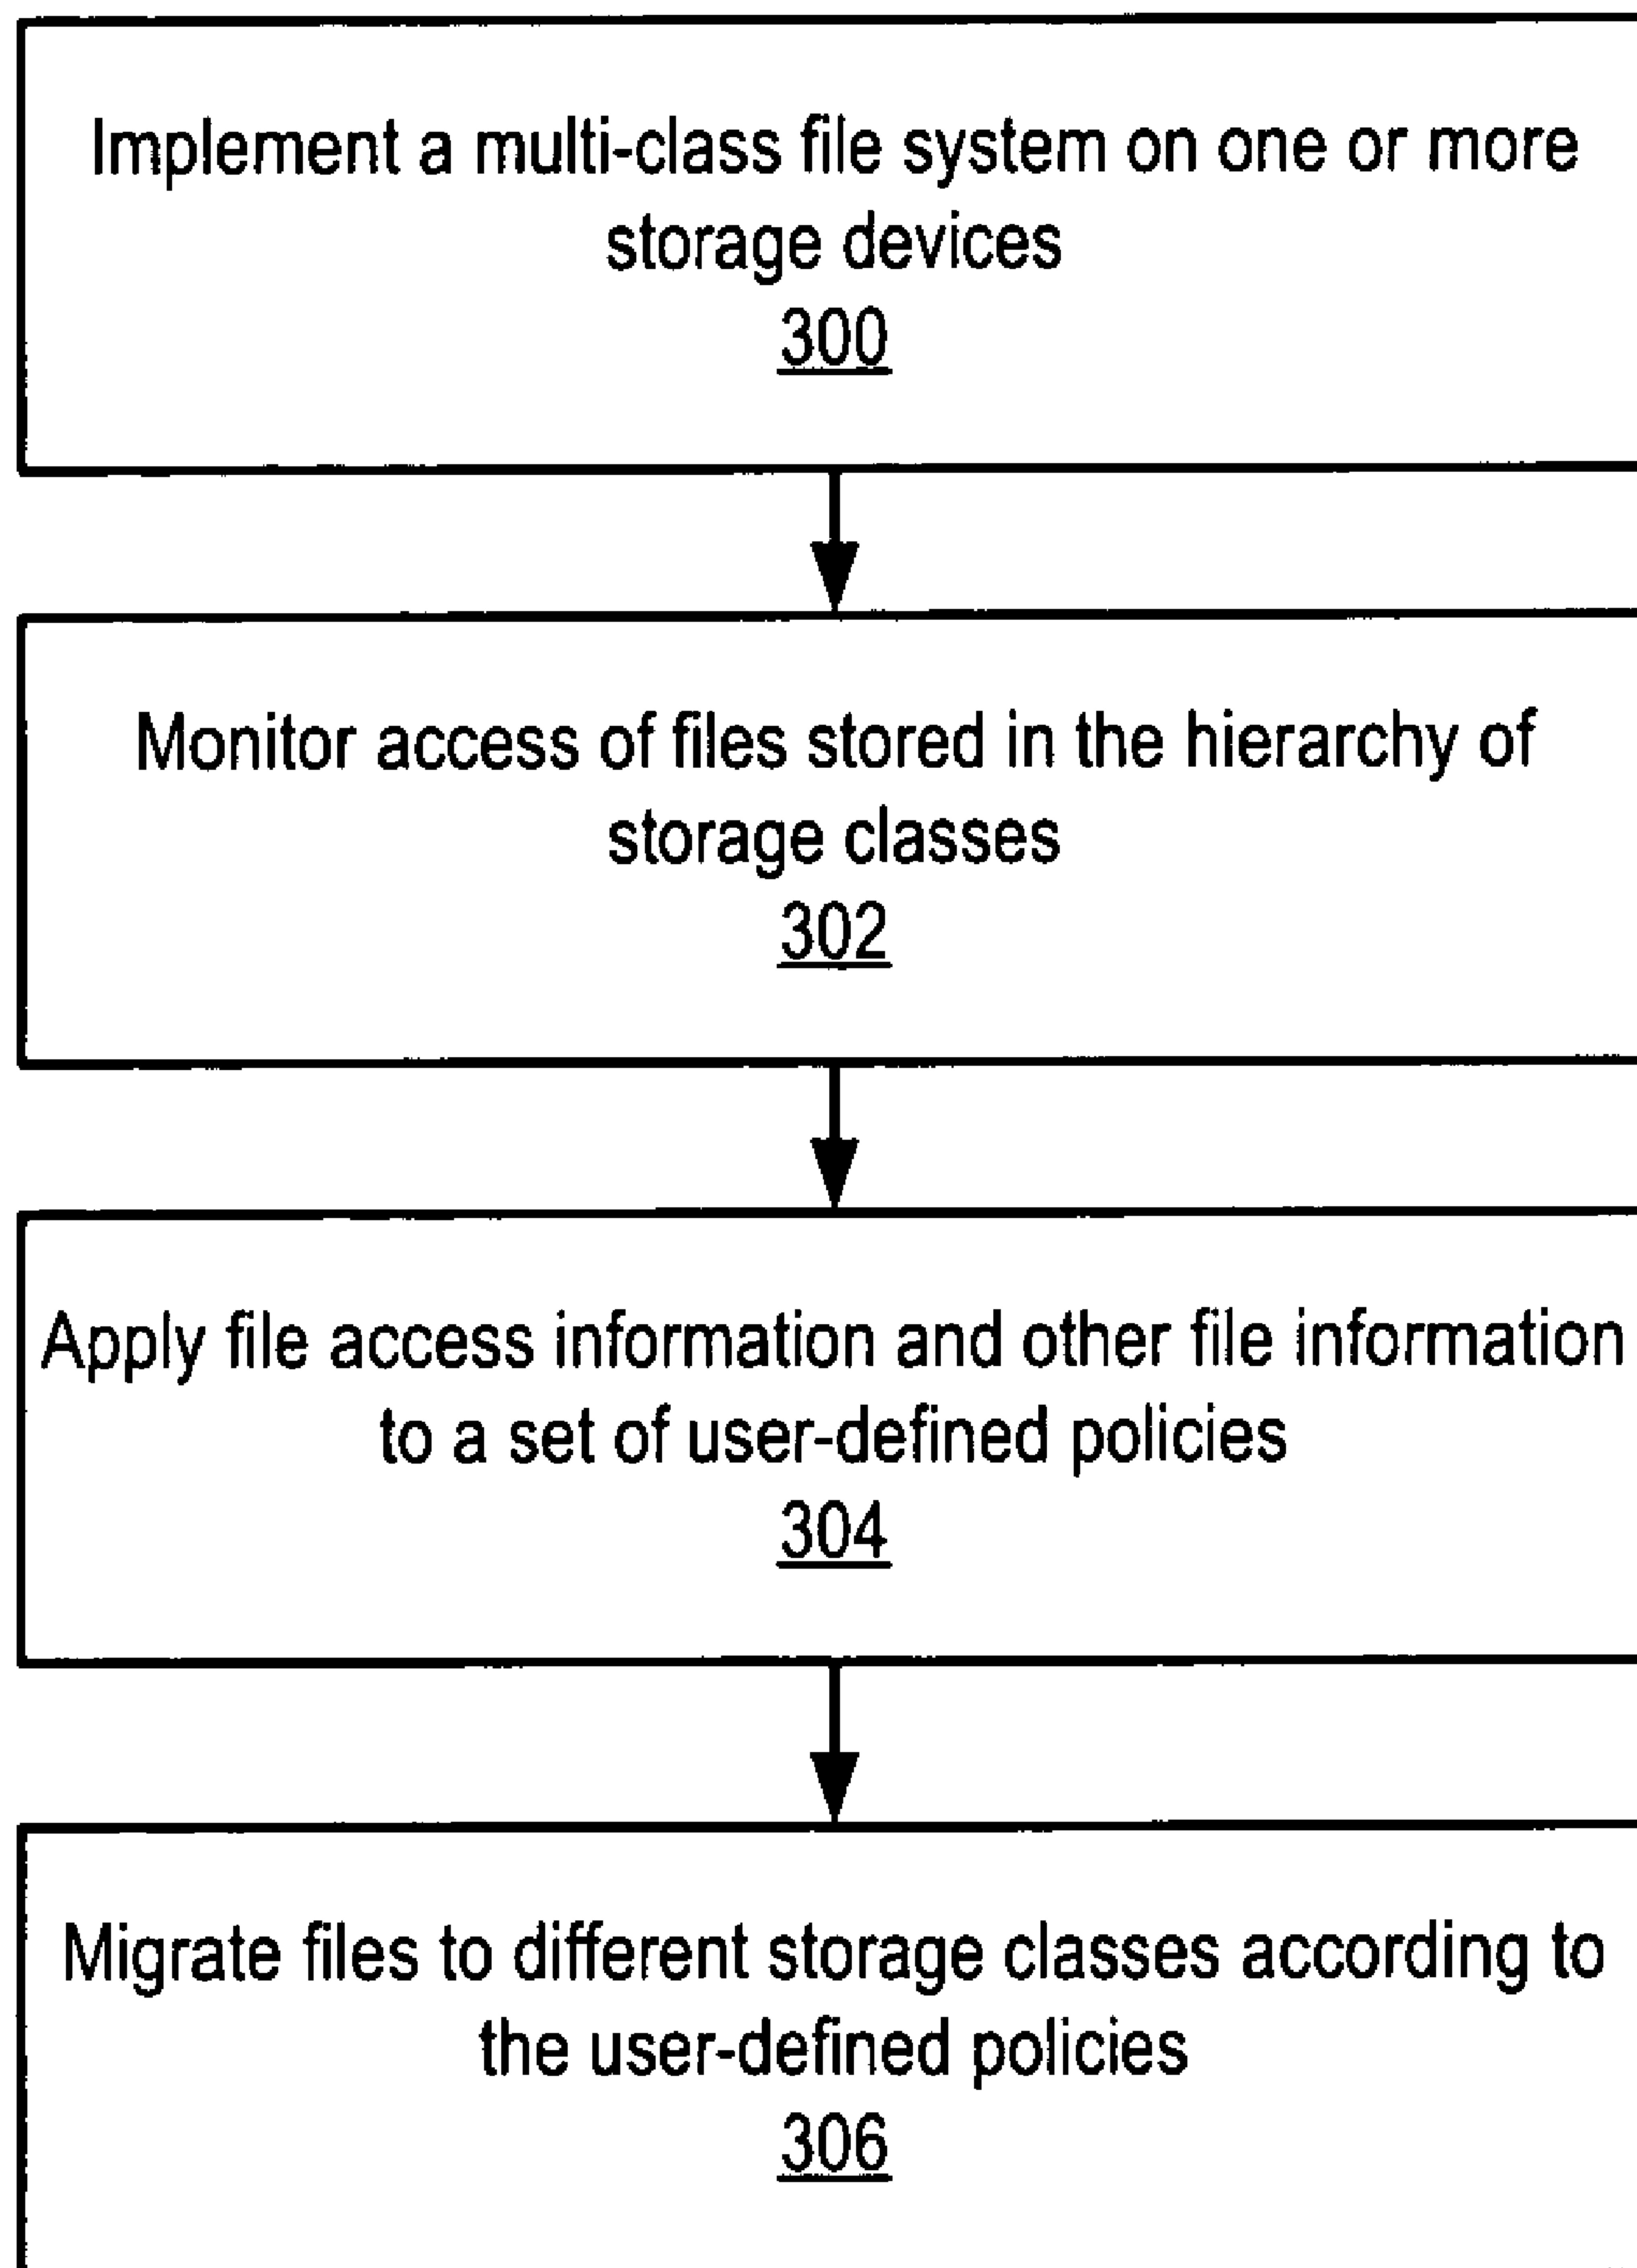 Implement a multi-class file system on one or more
storage devices
300
Monitor access of files stored in the hierarchy of
storage classes
302
Apply file access information and other file information
to a set of user-defined policies
304
Migrate files to different storage classes according to
the user-defined policies
306